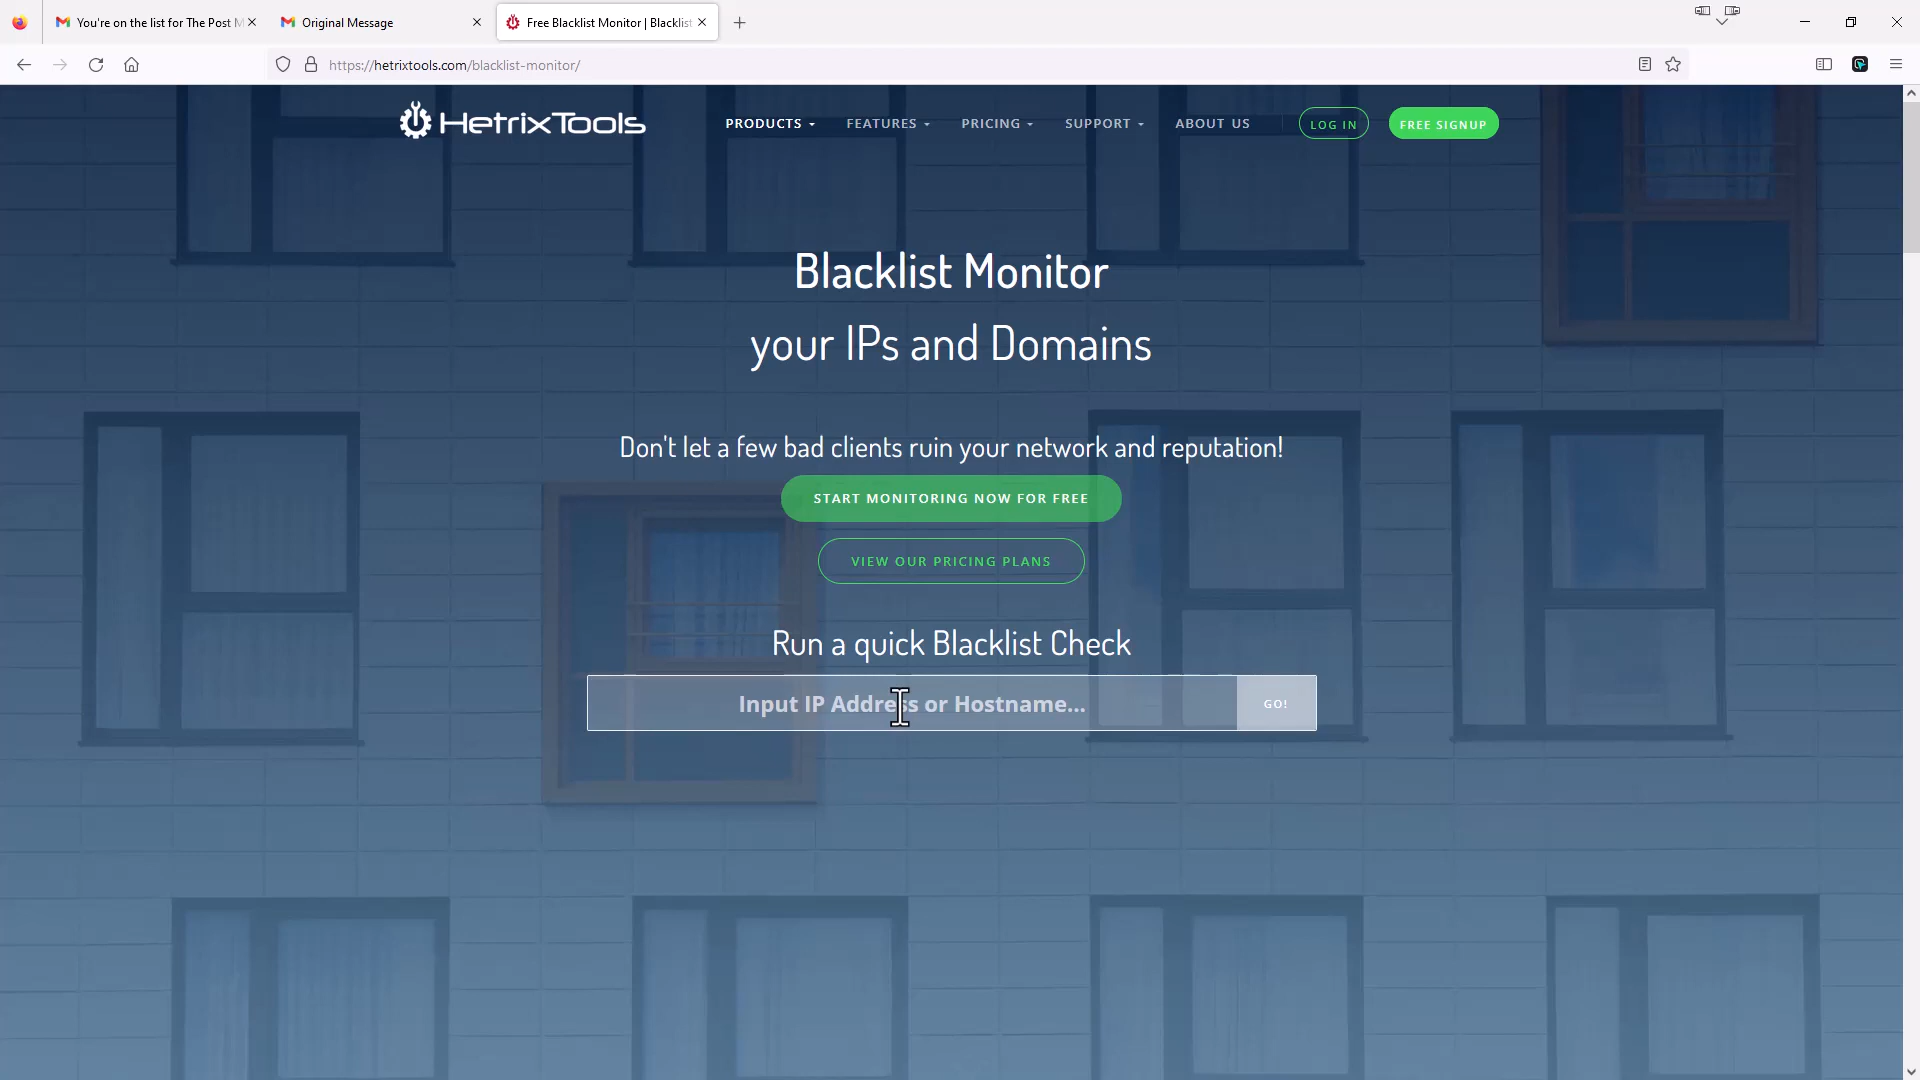 You're on the list for The Post M
Original Message
Free Blacklist Monitor | Blacklist
https://hetrixtools.com/blacklist-monitor/
HetrixTools
PRODUCTS
FEATURES
PRICING
SUPPORT
ABOUT US
LOG IN
FREE SIGNUP
Blacklist Monitor
your IPs and Domains
Don't let a few bad clients ruin your network and reputation!
START MONITORING NOW FOR FREE
VIEW OUR PRICING PLANS
Run a quick Blacklist Check
Input IP Address or Hostname...
GO!